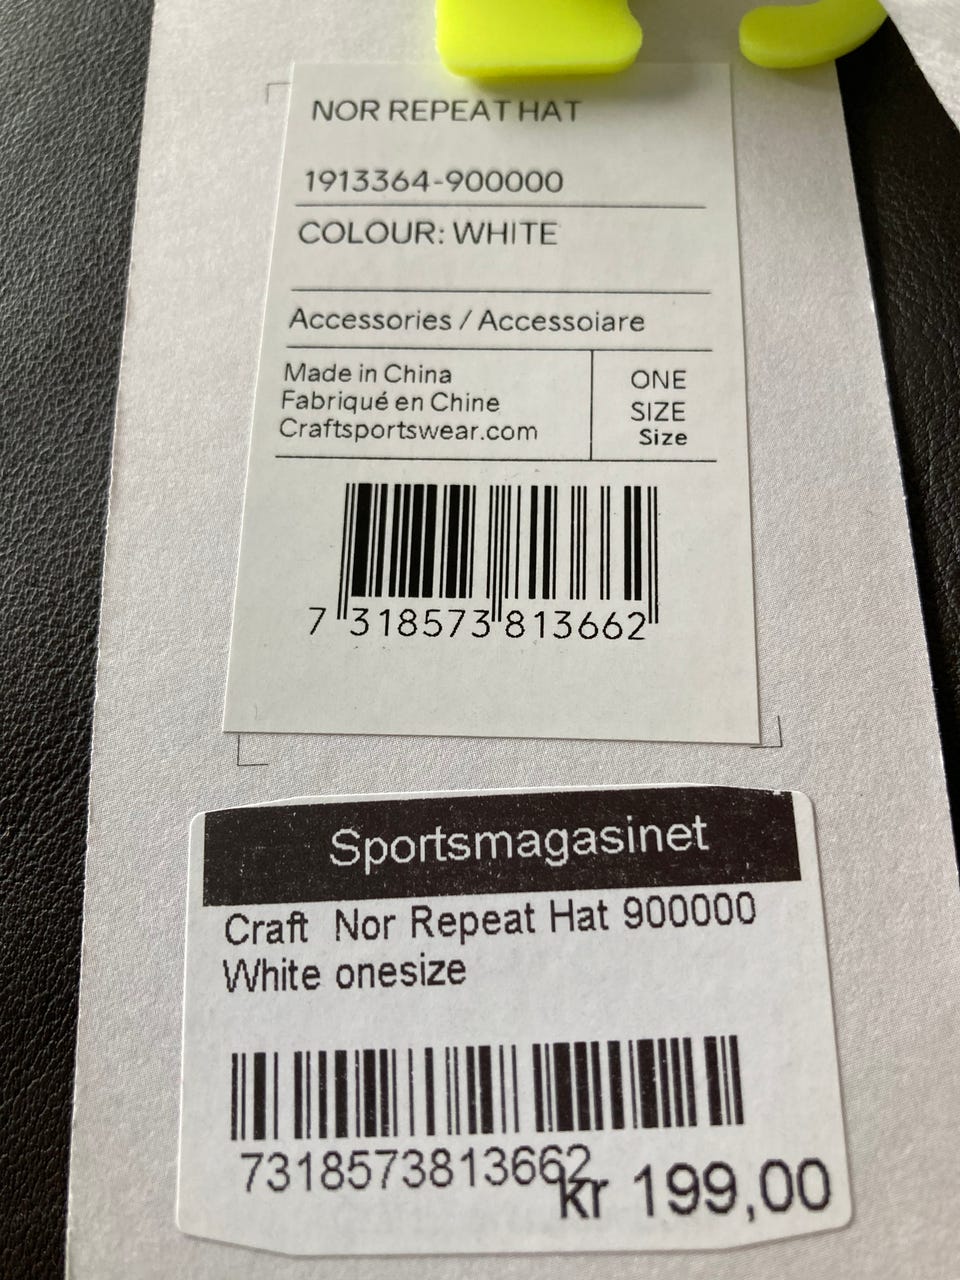 NOR REPEAT HAT
1913364-900000
COLOUR: WHITE
Accessories / Accessoiare
Made in China
Fabriqué en Chine
Craftsportswear.com
ONE
SIZE
Size
7 318573 813662
Sportsmagasinet
Craft Nor Repeat Hat 900000
White onesize
7318573813662
kr 199,00